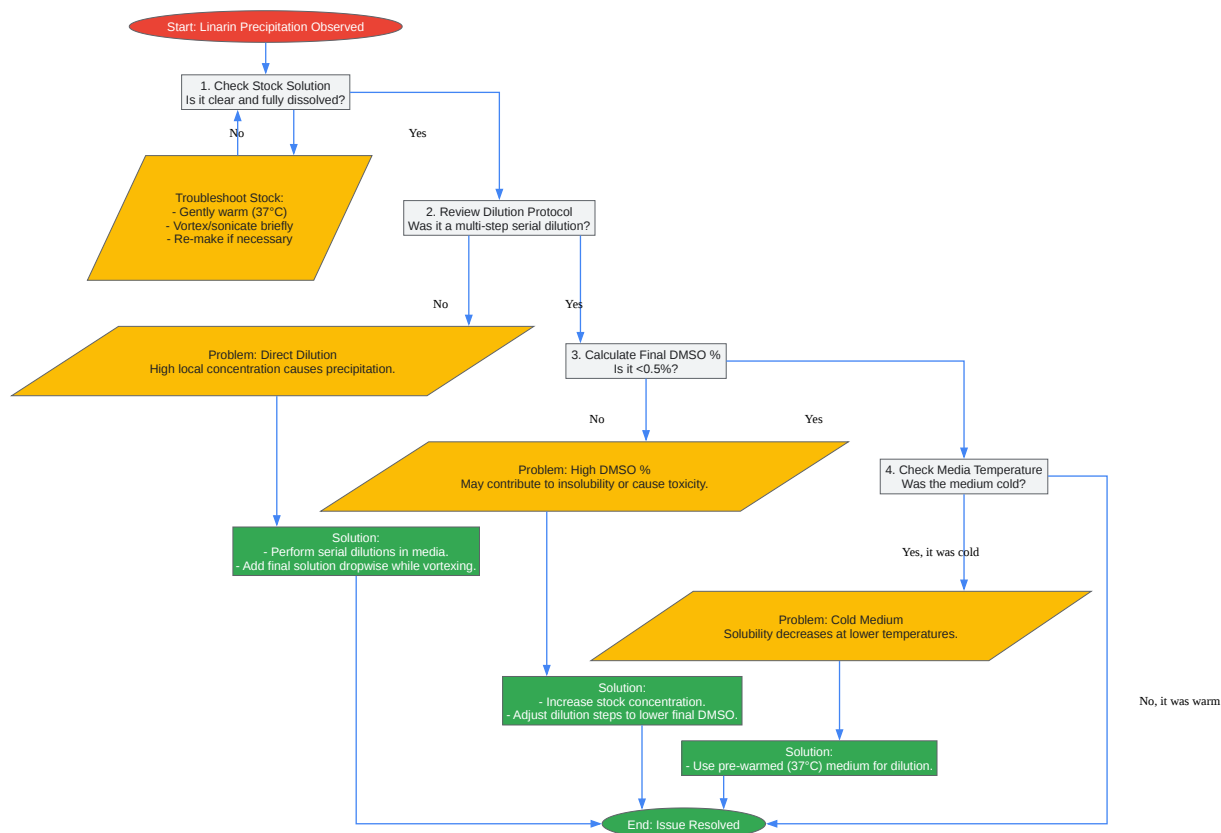 Start: Linarin Precipitation Observed
1. Check Stock Solution
Is it clear and fully dissolved?
No
Yes
Troubleshoot Stock:
- Gently warm (37°C)
- Vortex/sonicate briefly
- Re-make if necessary
2. Review Dilution Protocol
Was it a multi-step serial dilution?
No
Yes
Problem: Direct Dilution
High local concentration causes precipitation.
3. Calculate Final DMSO %
Is it <0.5%?
No
Yes
Problem: High DMSO %
May contribute to insolubility or cause toxicity.
4. Check Media Temperature
Was the medium cold?
Solution:
- Perform serial dilutions in media.
- Add final solution dropwise while vortexing.
Yes, it was cold
Problem: Cold Medium
Solubility decreases at lower temperatures.
Solution:
- Increase stock concentration.
- Adjust dilution steps to lower final DMSO.
No, it was warm
Solution:
- Use pre-warmed (37°C) medium for dilution.
End: Issue Resolved